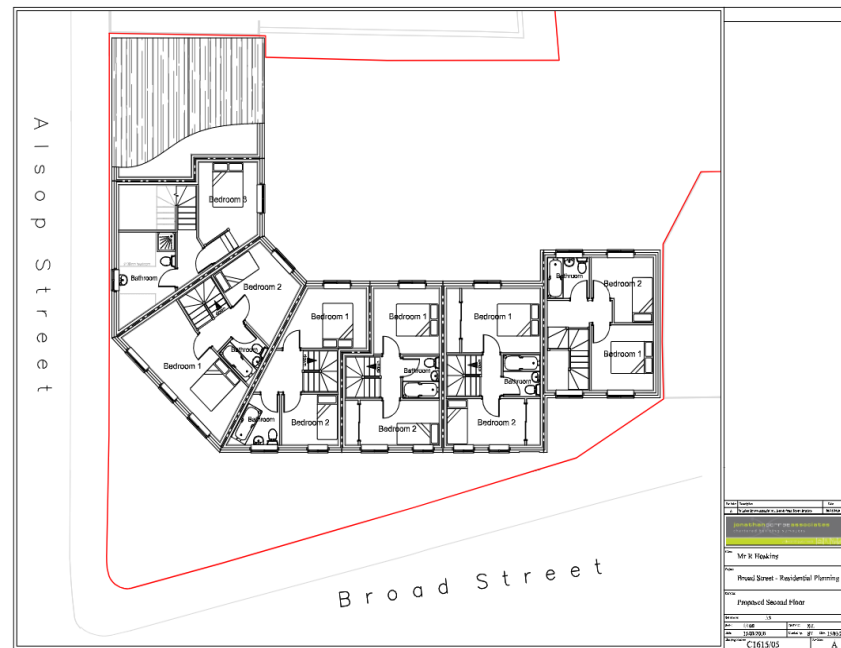 Alsop Street
Bedroom 3
Bathroom
Bedroom 2
Bedroom 1
Bathroom
Bedroom 1
Bathroom
Bedroom 2
Bedroom 1
Bathroom
Bedroom 2
Bedroom 1
Bathroom
Bedroom 2
Bathroom
Bedroom 2
Bedroom 1
Broad Street
associates
Mr R Hoskins
Broad Street - Residential Planning
Proposed Second Floor
C1615/05
A